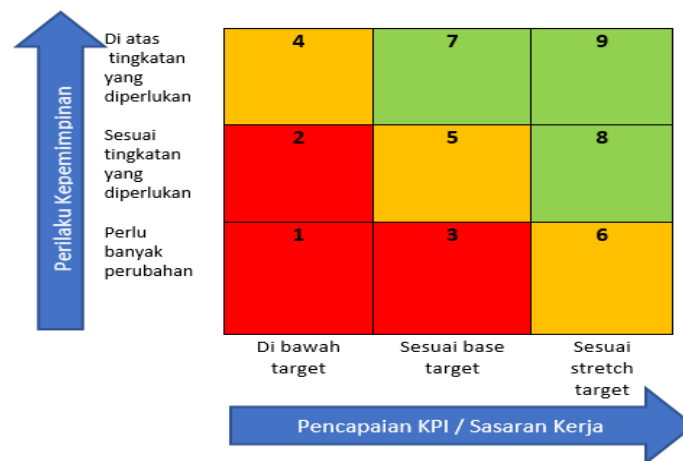 Perilaku Kepemimpinan
Di atas
tingkatan
yang
diperlukan
4
7
9
Sesuai
tingkatan
yang
diperlukan
2
5
8
Perlu
banyak
perubahan
1
3
6
Di bawah
target
Sesuai base
target
Sesuai
stretch
target
Pencapaian KPI / Sasaran Kerja